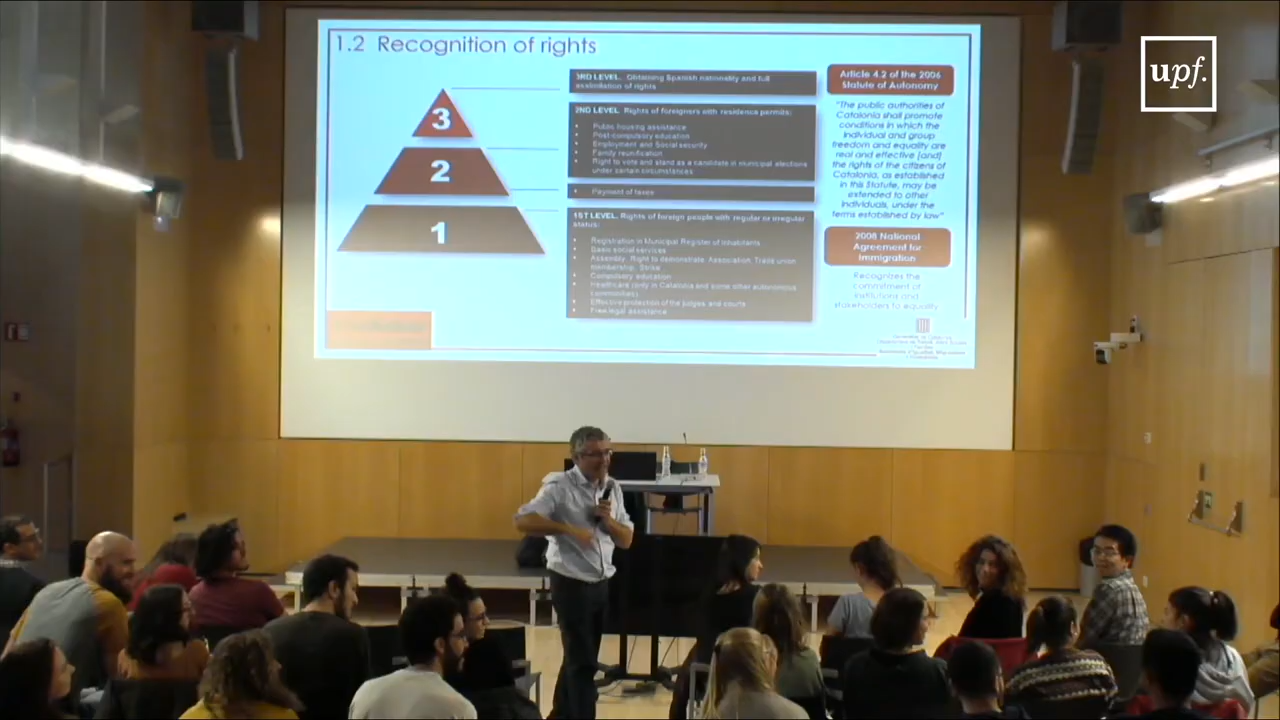 1.2 Recognition of rights
upf.
3
2
1
3RD LEVEL. Obtaining Spanish nationality and full
assimilation of rights
2ND LEVEL. Rights of foreigners with residence permits:
• Public housing assistance
• Post-compulsory education
• Employment and Social security
• Family reunification
• Right to vote and stand as a candidate in municipal elections
under certain circumstances
• Payment of taxes
1ST LEVEL. Rights of foreign people with regular or irregular
status:
• Registration in Municipal Register of Inhabitants
• Basic social services
• Assembly, Right to demonstrate, Association, Trade union
membership, Strike
• Compulsory education
• Healthcare (only in Catalonia and some other autonomous
communities)
• Effective protection of the judges and courts
• Free legal assistance
Article 4.2 of the 2006
Statute of Autonomy
"The public authorities of
Catalonia shall promote
conditions in which the
individual and group
freedom and equality are
real and effective [and]
the rights of the citizens of
Catalonia, as established
in this Statute, may be
extended to other
individuals, under the
terms established by law"
2008 National
Agreement for
Immigration
Recognizes the
commitment of
institutions and
stakeholders to equality